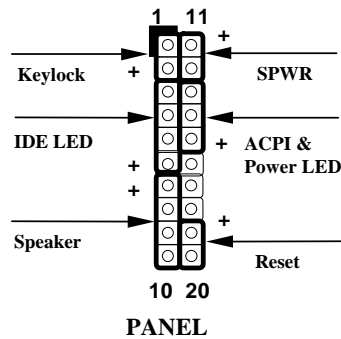 1 11
+
Keylock
+
SPWR
IDE LED
+
ACPI &
Power LED
+
+
Speaker
+
Reset
10 20
PANEL